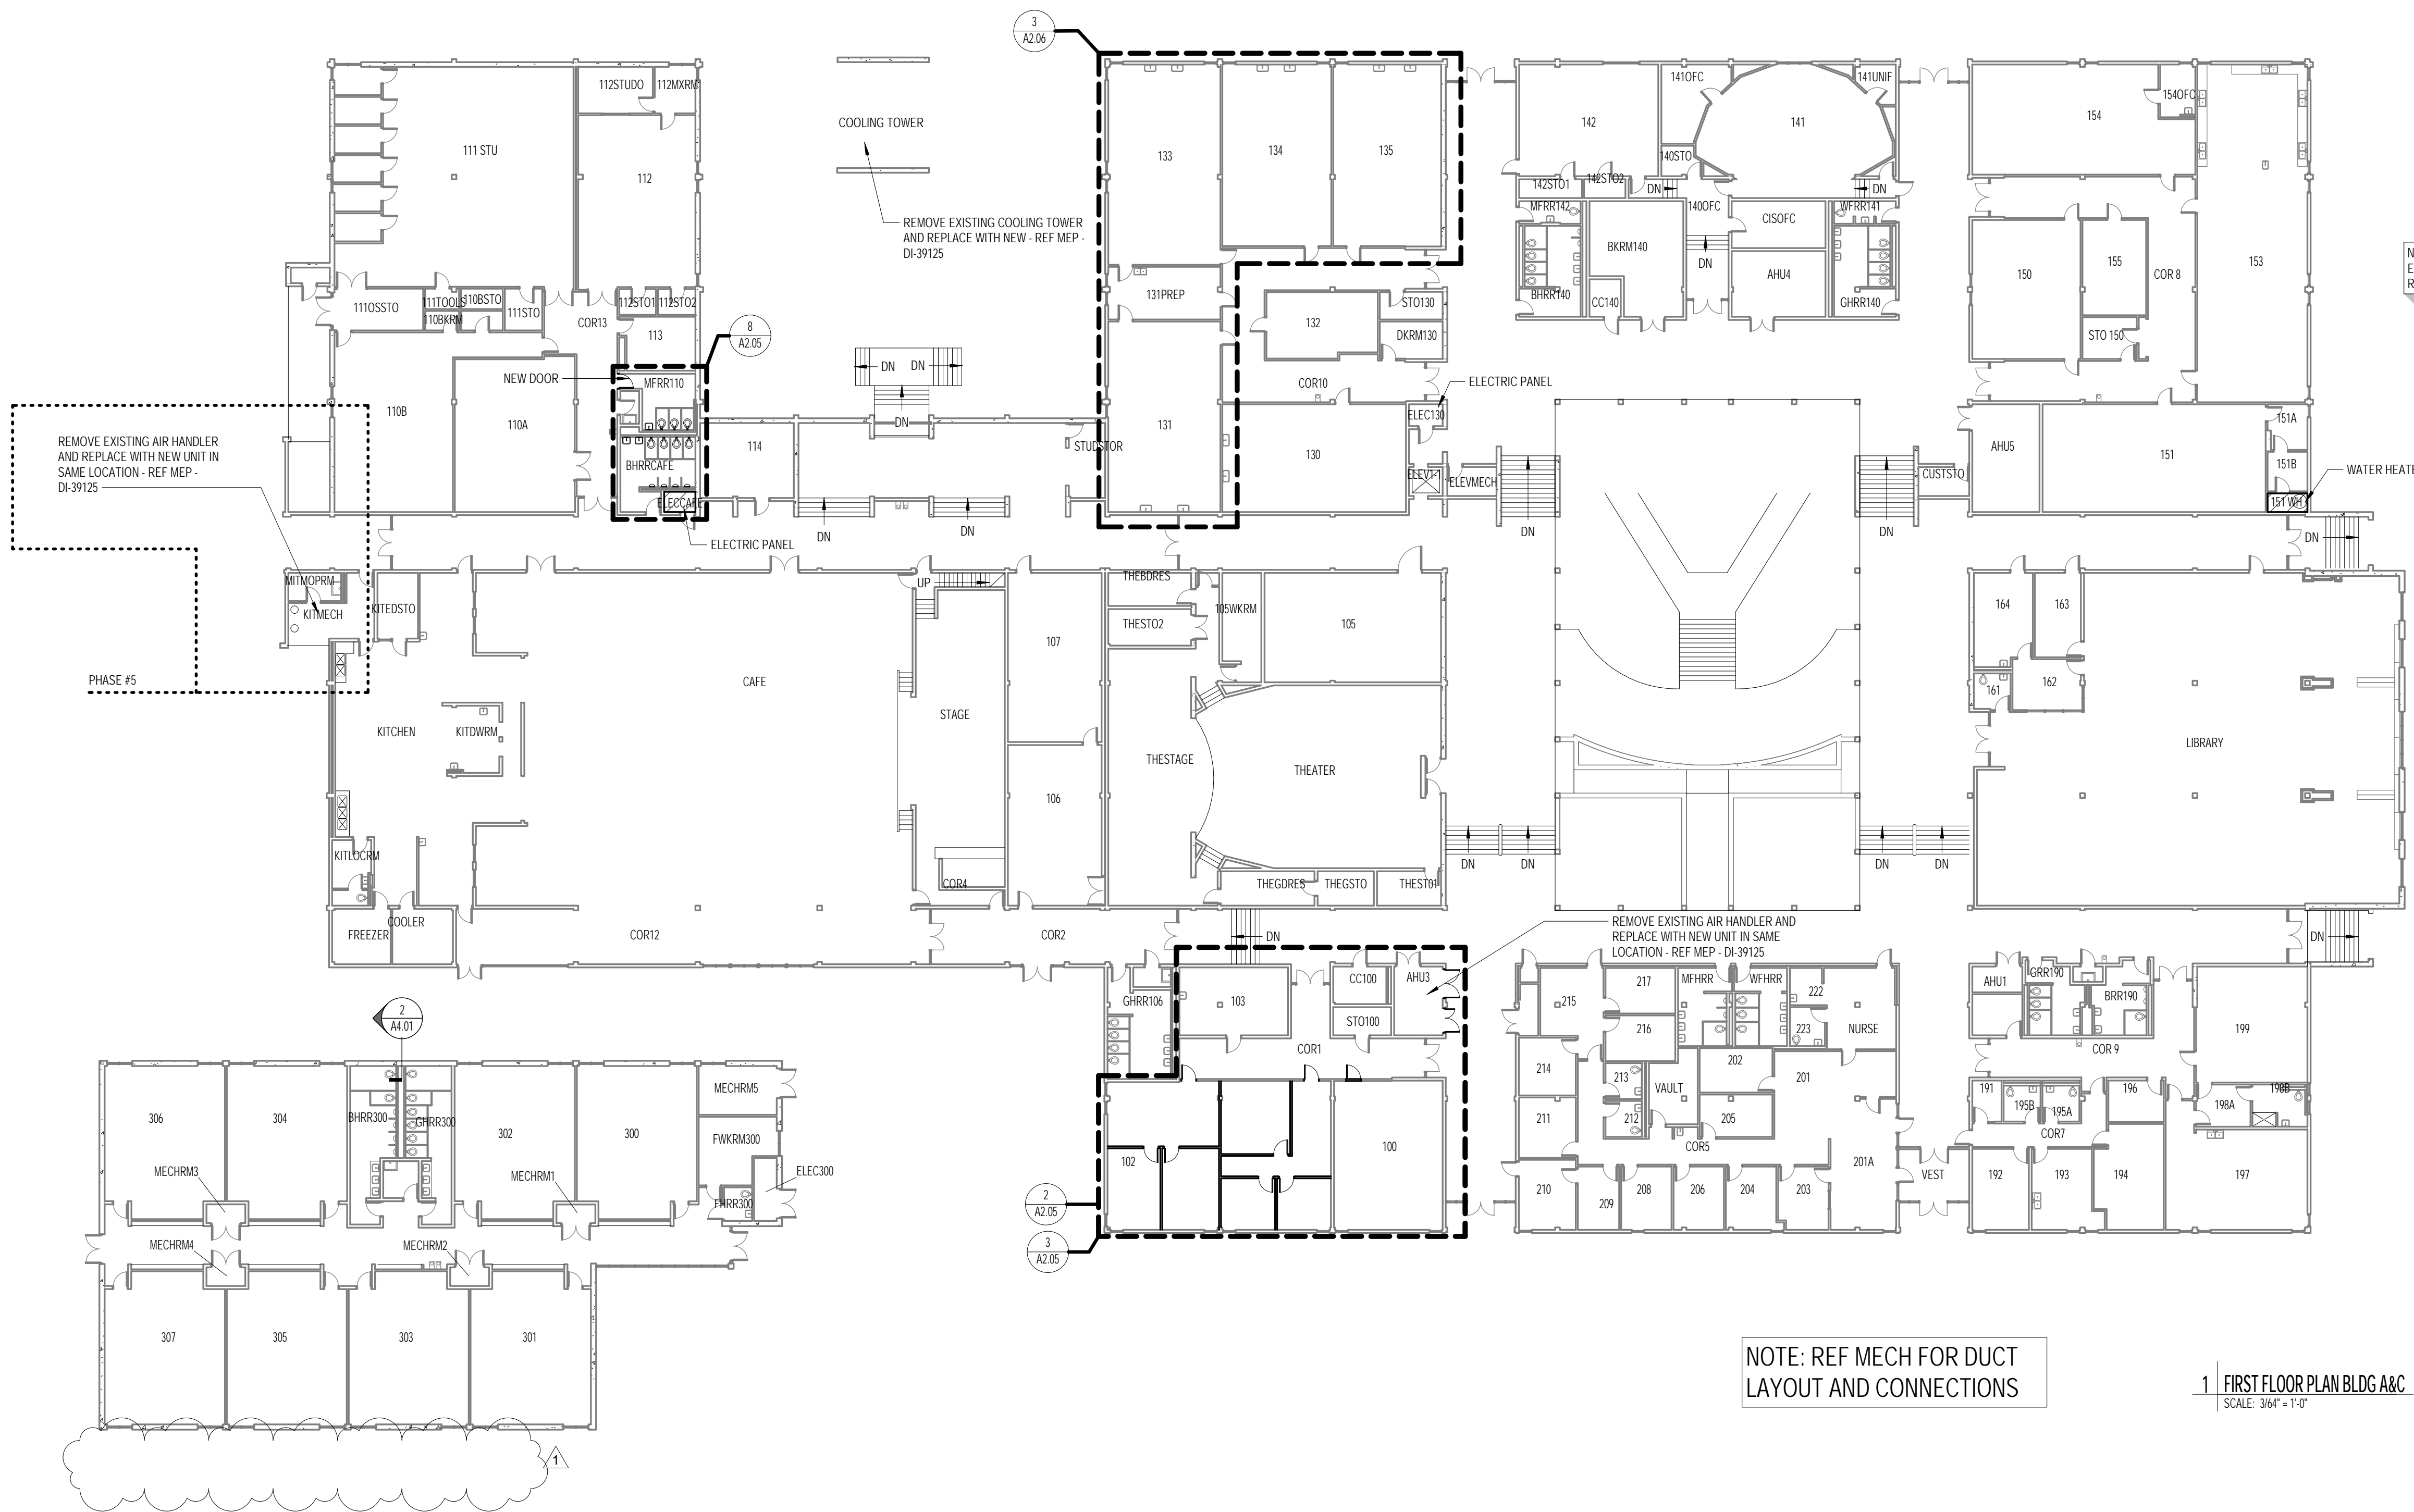 3
A2.06
112STUDO
112MXRM
141OFC
141UNIF
154OFC
COOLING TOWER
111 STU
133
134
135
142
141
154
112
140STO
142STO1
142STO2
DN
DN
REMOVE EXISTING COOLING TOWER
AND REPLACE WITH NEW - REF MEP -
DI-39125
MFRR142
140OFC
CISOFC
WFRR141
BKRM140
DN
AHU4
150
155
COR 8
153
111OSSTO
111TOOLS
110BSTO
111STO
110BKRM
112STO1
112STO2
COR13
113
131PREP
STO130
132
DKRM130
BHRR140
CC140
GHRR140
STO 150
8
A2.05
NEW DOOR
MFRR110
DN
DN
COR10
ELECTRIC PANEL
110B
110A
DN
ELEC130
REMOVE EXISTING AIR HANDLER
AND REPLACE WITH NEW UNIT IN
SAME LOCATION - REF MEP -
DI-39125
BHRRCAFE
114
STUDSTOR
131
130
ELEV1-1
ELEVMECH
CUSTSTO
AHU5
151
151A
151B
WATER HEATE
ELECCAFE
151 WH
ELECTRIC PANEL
DN
DN
DN
DN
DN
MITMOPRM
KITMECH
KITEDSTO
UP
THEBDRES
105WKRM
THESTO2
107
105
164
163
PHASE #5
CAFE
161
162
KITCHEN
KITDWRM
STAGE
THESTAGE
THEATER
LIBRARY
106
KITLOCRM
DN
DN
DN
DN
COR4
THEGDRES
THEGSTO
THEST01
COOLER
FREEZER
COR12
COR2
DN
REMOVE EXISTING AIR HANDLER AND
REPLACE WITH NEW UNIT IN SAME
LOCATION - REF MEP - DI-39125
DN
GHRR106
103
CC100
AHU3
STO100
COR1
215
217
MFHRR
WFHRR
222
216
223
NURSE
AHU1
GRR190
BRR190
199
COR 9
2
A4.01
214
213
VAULT
202
201
191
195B
195A
196
198A
198B
306
304
BHRR300
GHRR300
302
300
MECHRM5
FWKRM300
211
212
205
COR5
COR7
102
100
MECHRM3
MECHRM1
ELEC300
FHRR300
210
209
208
206
204
203
201A
VEST
192
193
194
197
2
A2.05
MECHRM4
MECHRM2
3
A2.05
307
305
303
301
NOTE: REF MECH FOR DUCT
LAYOUT AND CONNECTIONS
1 FIRST FLOOR PLAN BLDG A&C
SCALE: 3/64" = 1'-0"
1